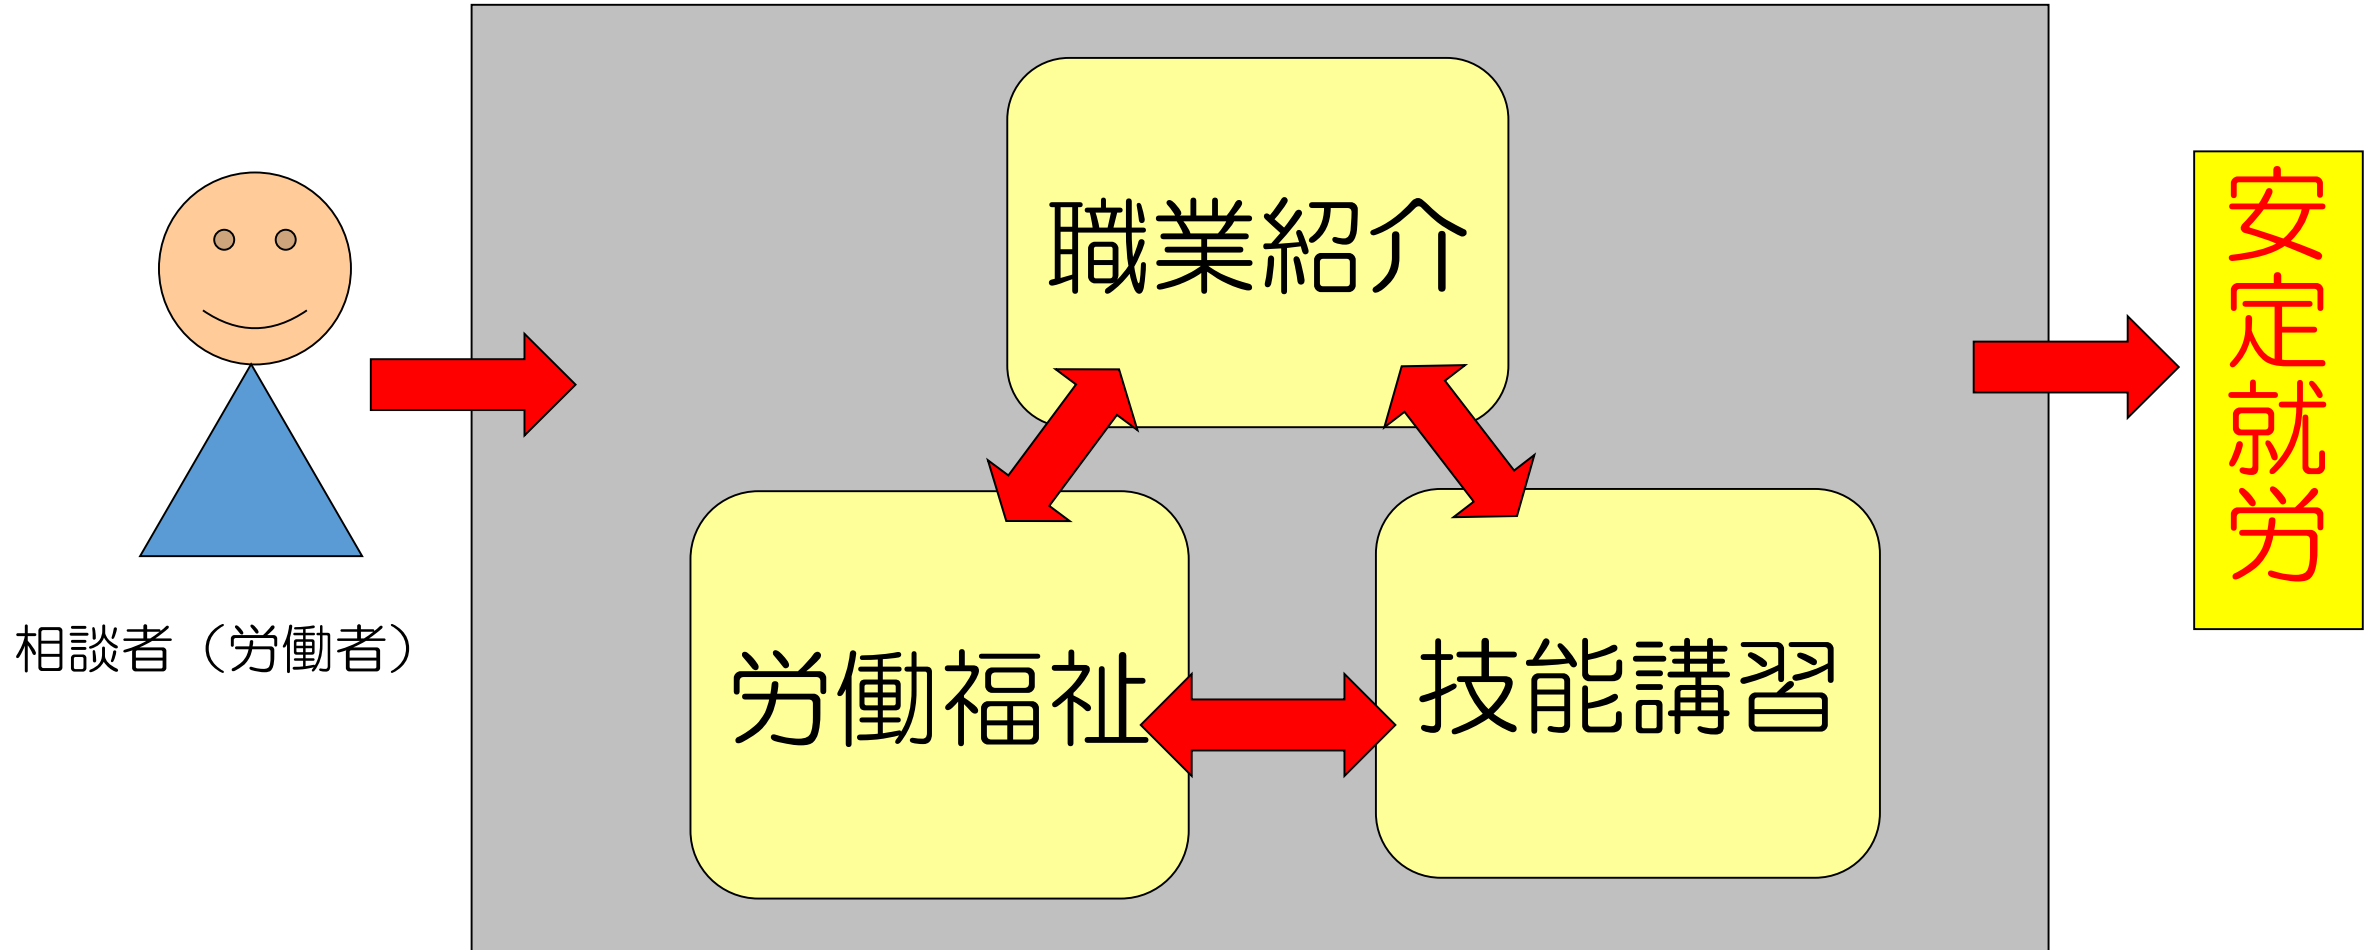 職業紹介
安定就労
相談者（労働者）
労働福祉
技能講習